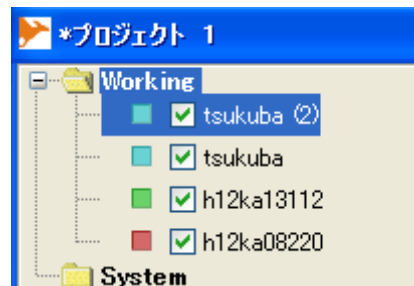 *プロジェクト 1
Working
tsukuba (2)
tsukuba
h12ka13112
h12ka08220
System